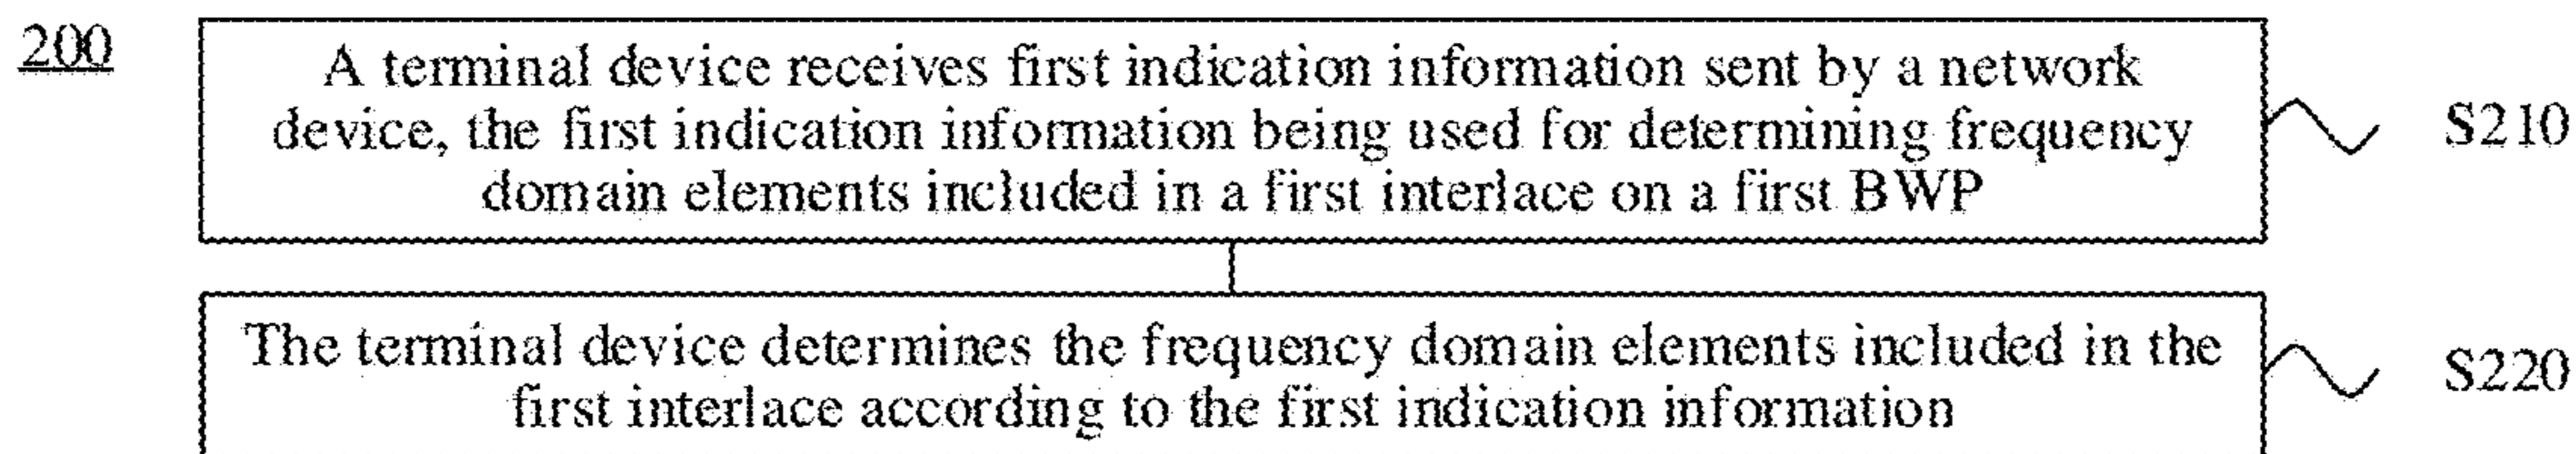 200
A terminal device receives first indication information sent by a network
device, the first indication information being used for determining frequency
domain elements included in a first interlace on a first BWP
S210
The terminal device determines the frequency domain elements included in the
first interlace according to the first indication information
S220